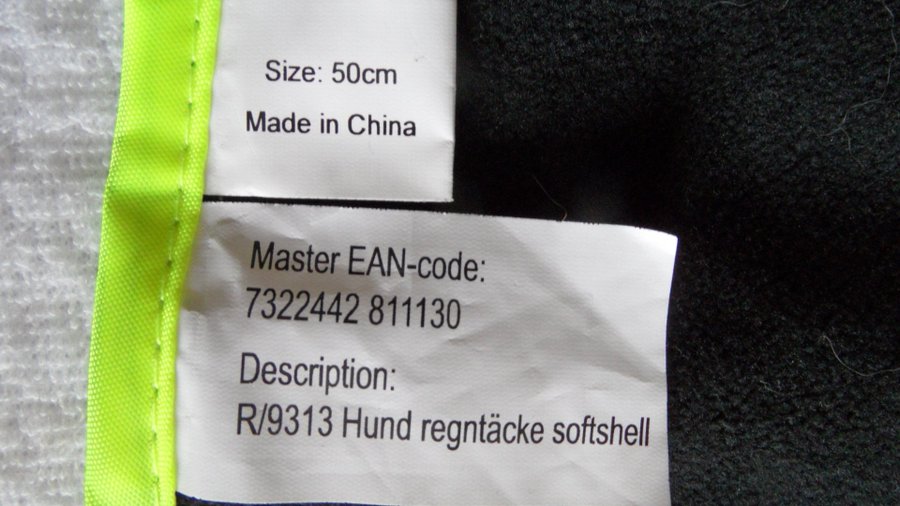 Size: 50cm
Made in China
Master EAN-code:
7322442 811130
Description:
R/9313 Hund regntäcke softshell